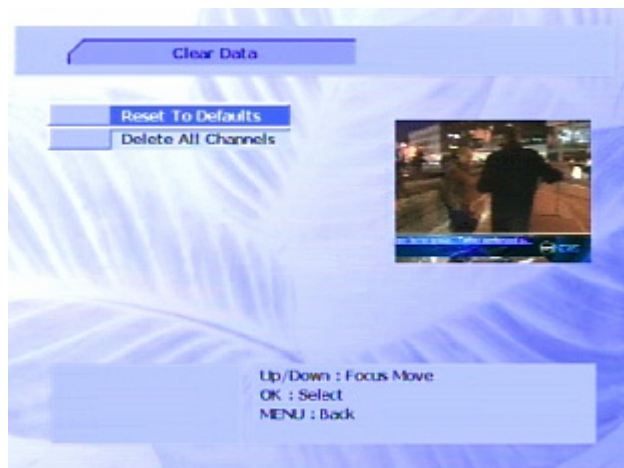 Clear Data
Reset To Defaults
Delete All Channels
Up/Down : Focus Move
OK : Select
MENU : Back